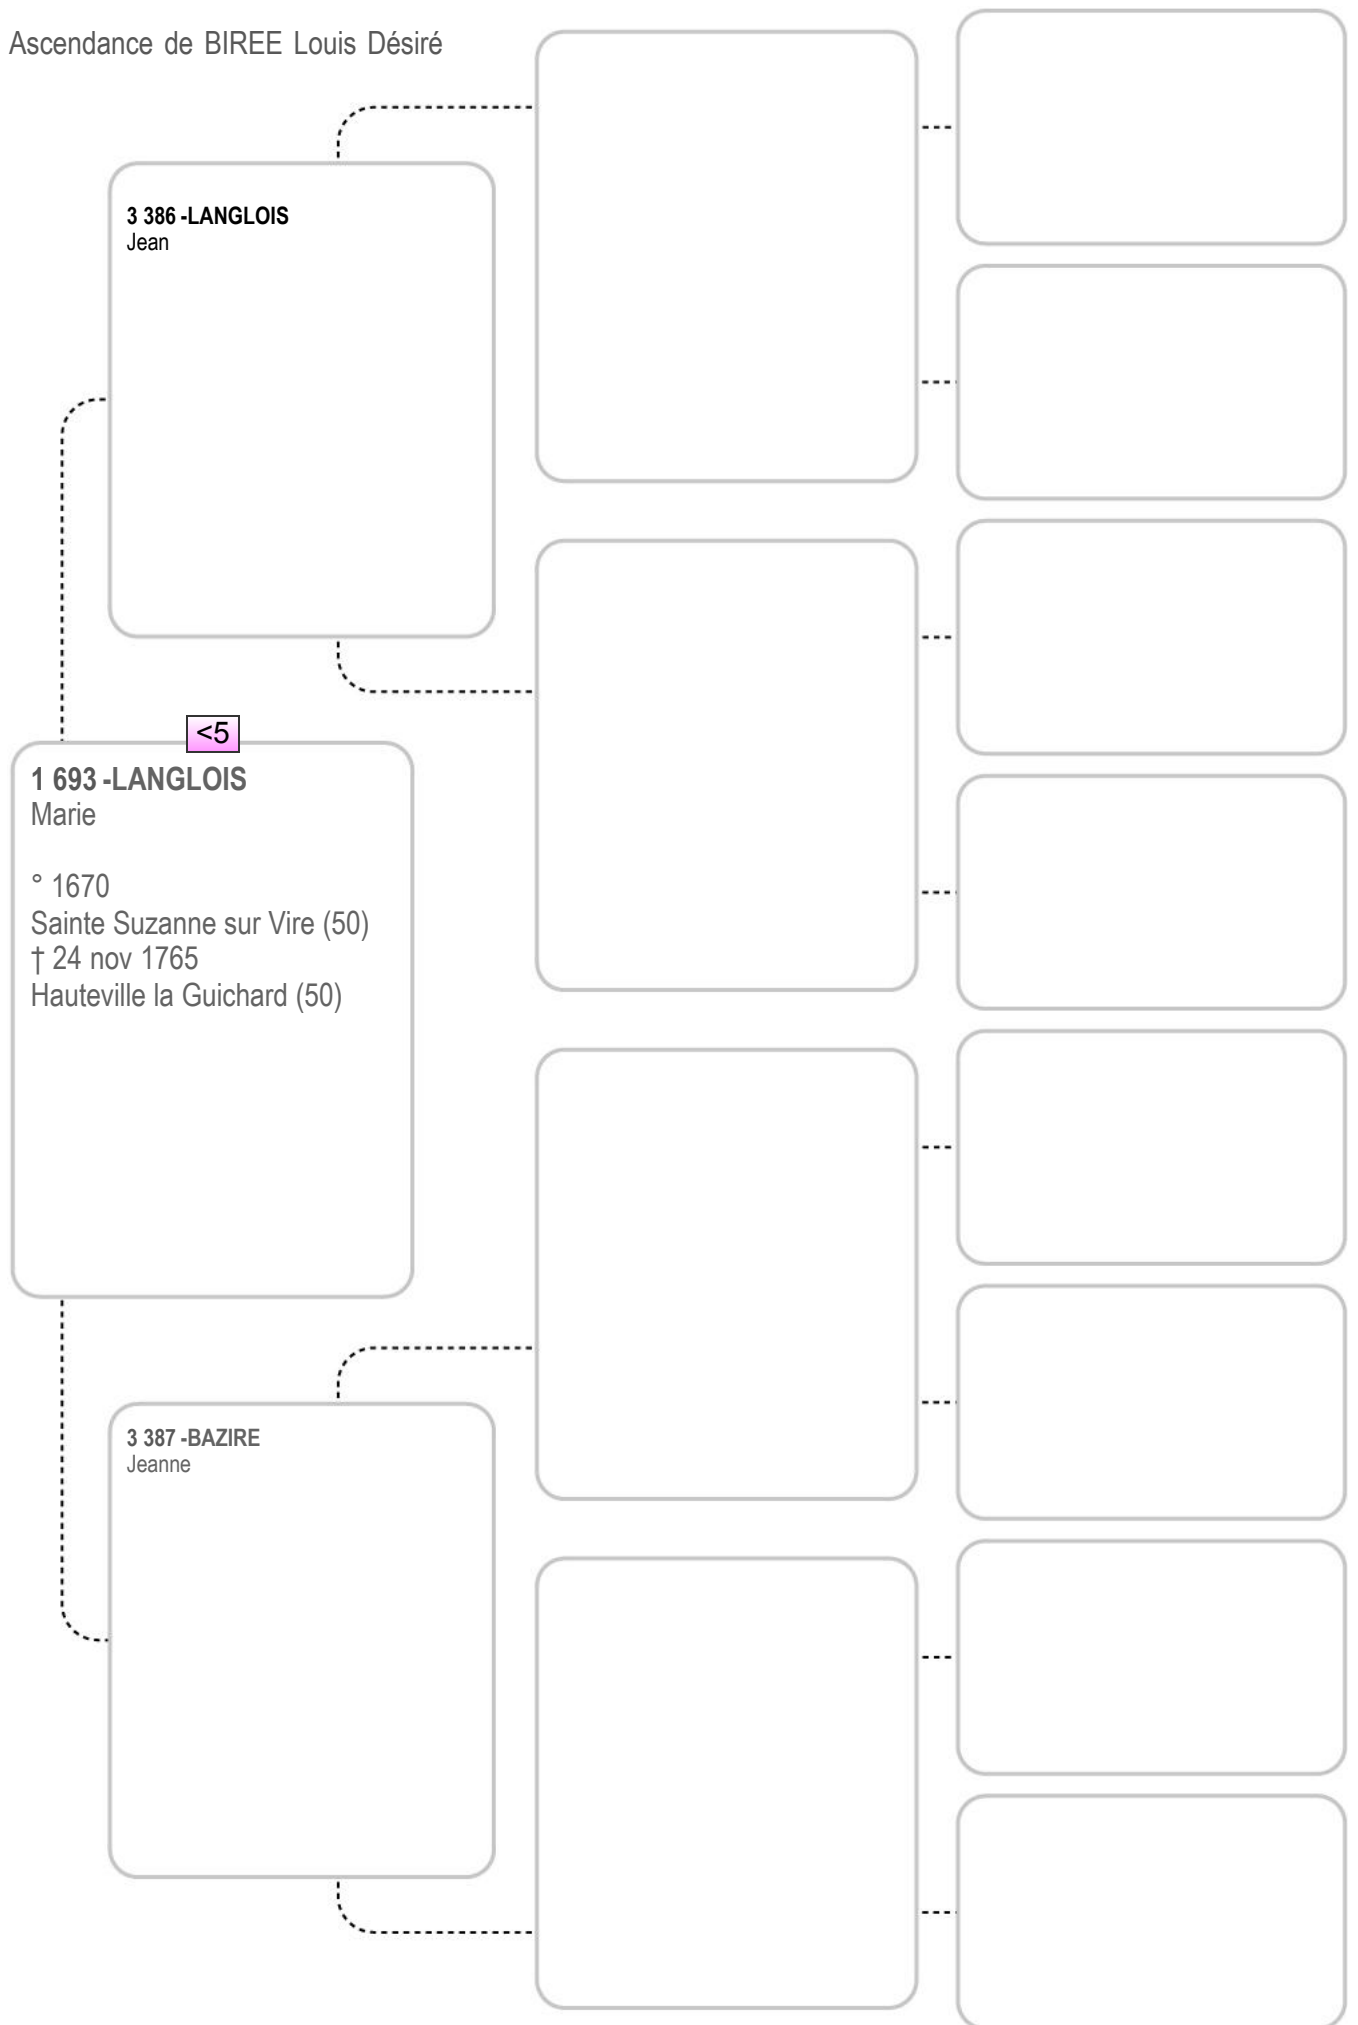 Ascendance de BIREE Louis Désiré
3 386 -LANGLOIS
Jean
<5
1 693 -LANGLOIS
Marie
° 1670
Sainte Suzanne sur Vire (50)
† 24 nov 1765
Hauteville la Guichard (50)
3 387 -BAZIRE
Jeanne